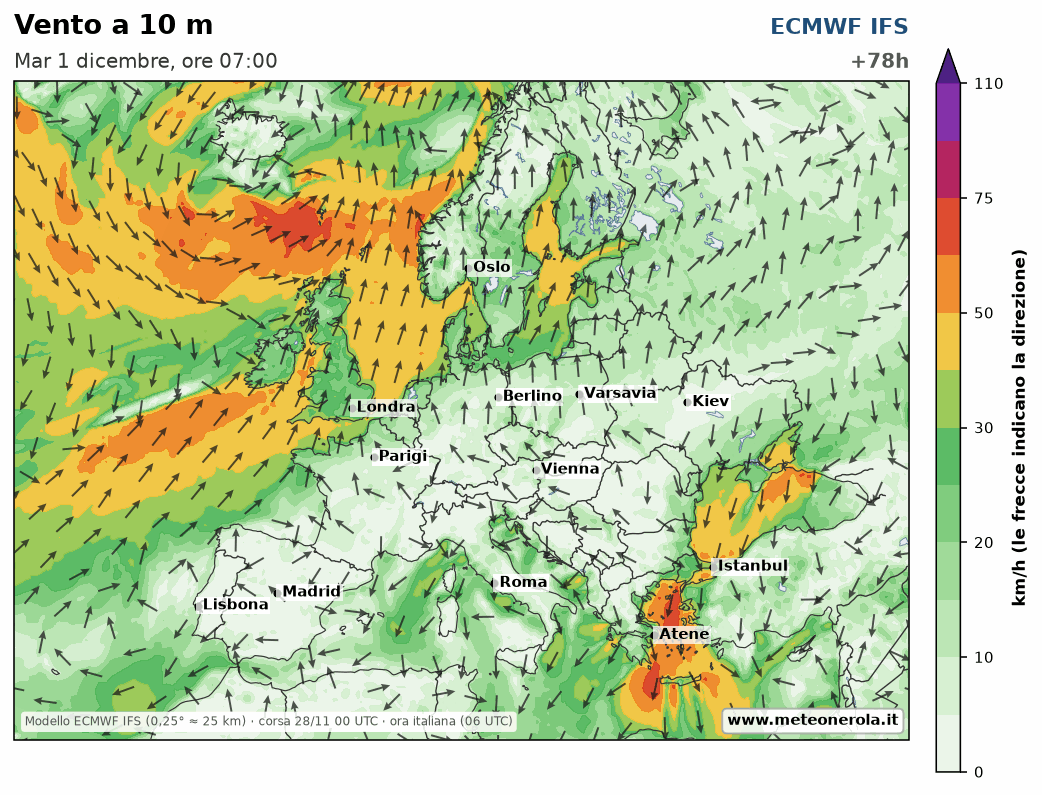 Vento a 10 m
ECMWF IFS
Mar 1 dicembre, ore 07:00
+78h
110
75
50
30
20
10
0
km/h (le frecce indicano la direzione)
Oslo
Berlino
Varsavia
Kiev
Londra
Parigi
Vienna
Istanbul
Roma
Madrid
Lisbona
Atene
Modello ECMWF IFS (0,25° ≈ 25 km) · corsa 28/11 00 UTC · ora italiana (06 UTC)
www.meteonerola.it